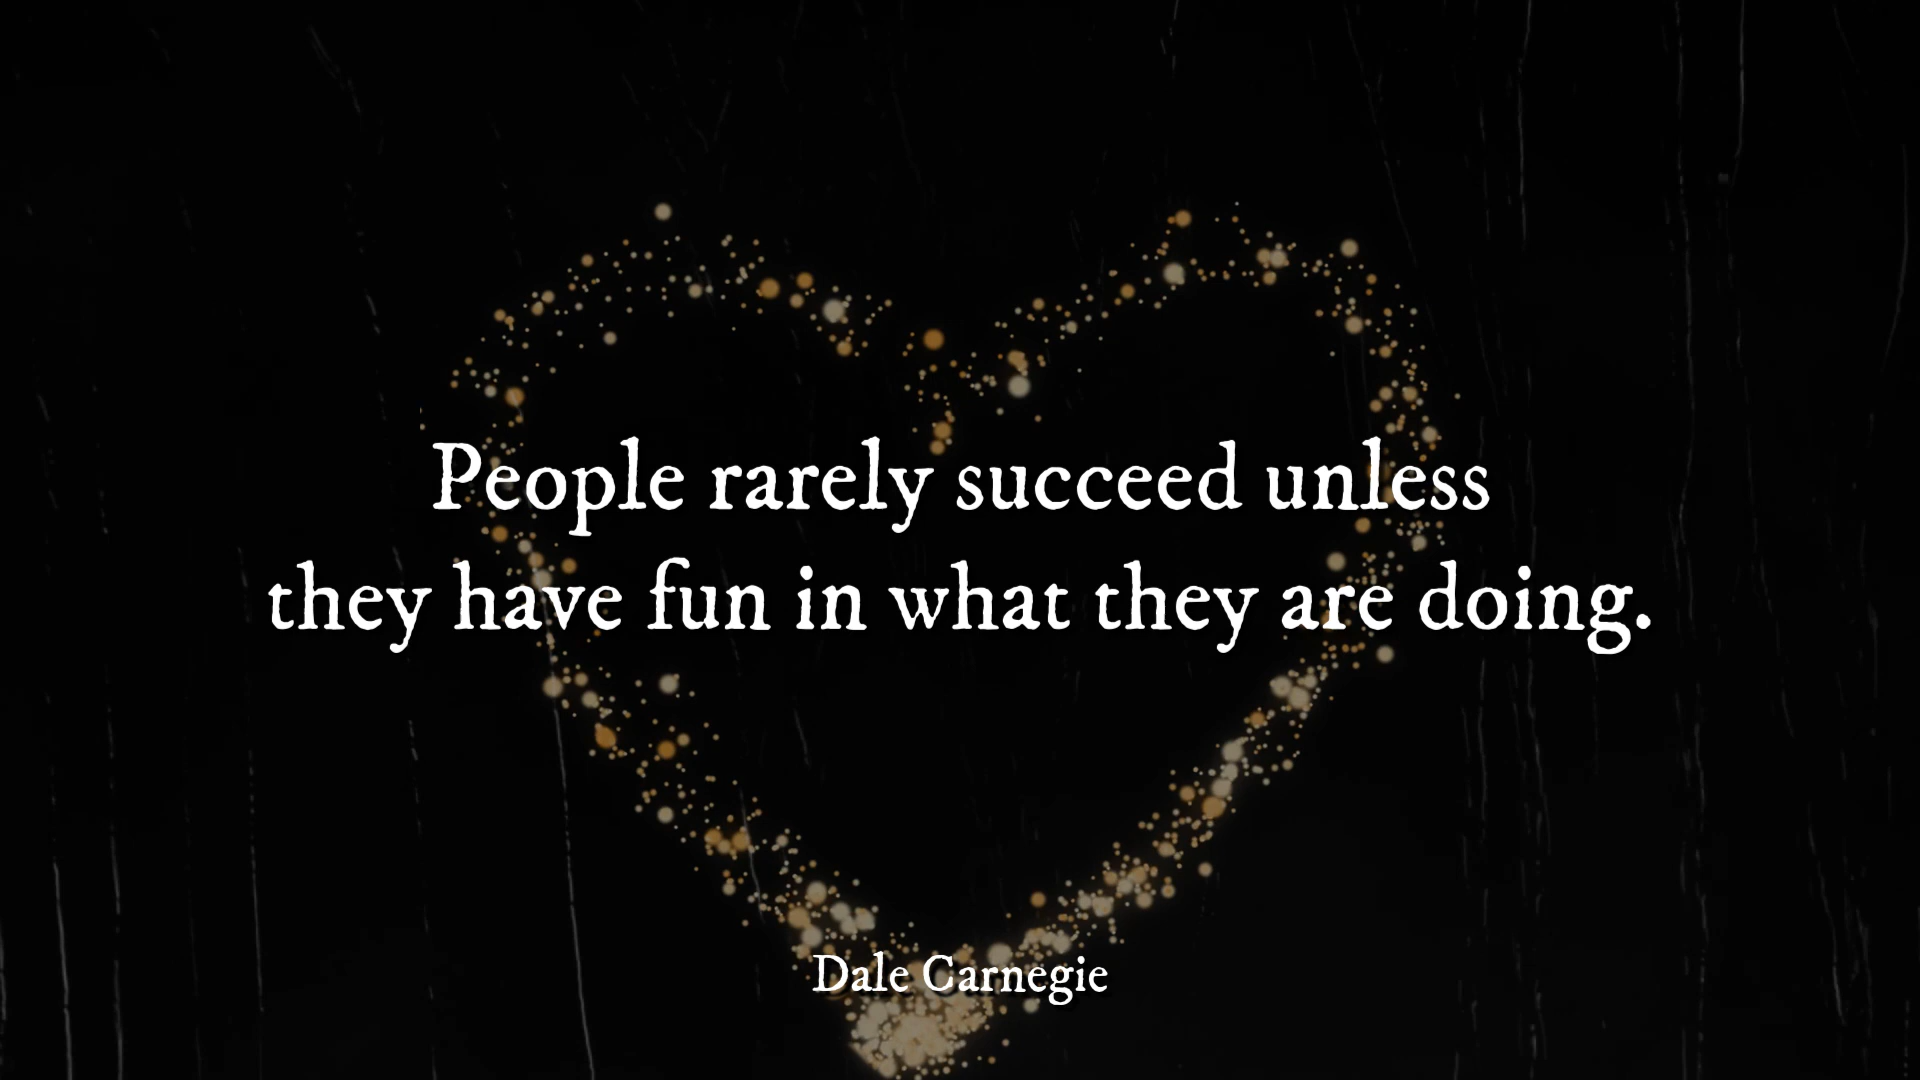 People rarely succeed unless
they have fun in what they are doing.
Dale Carnegie